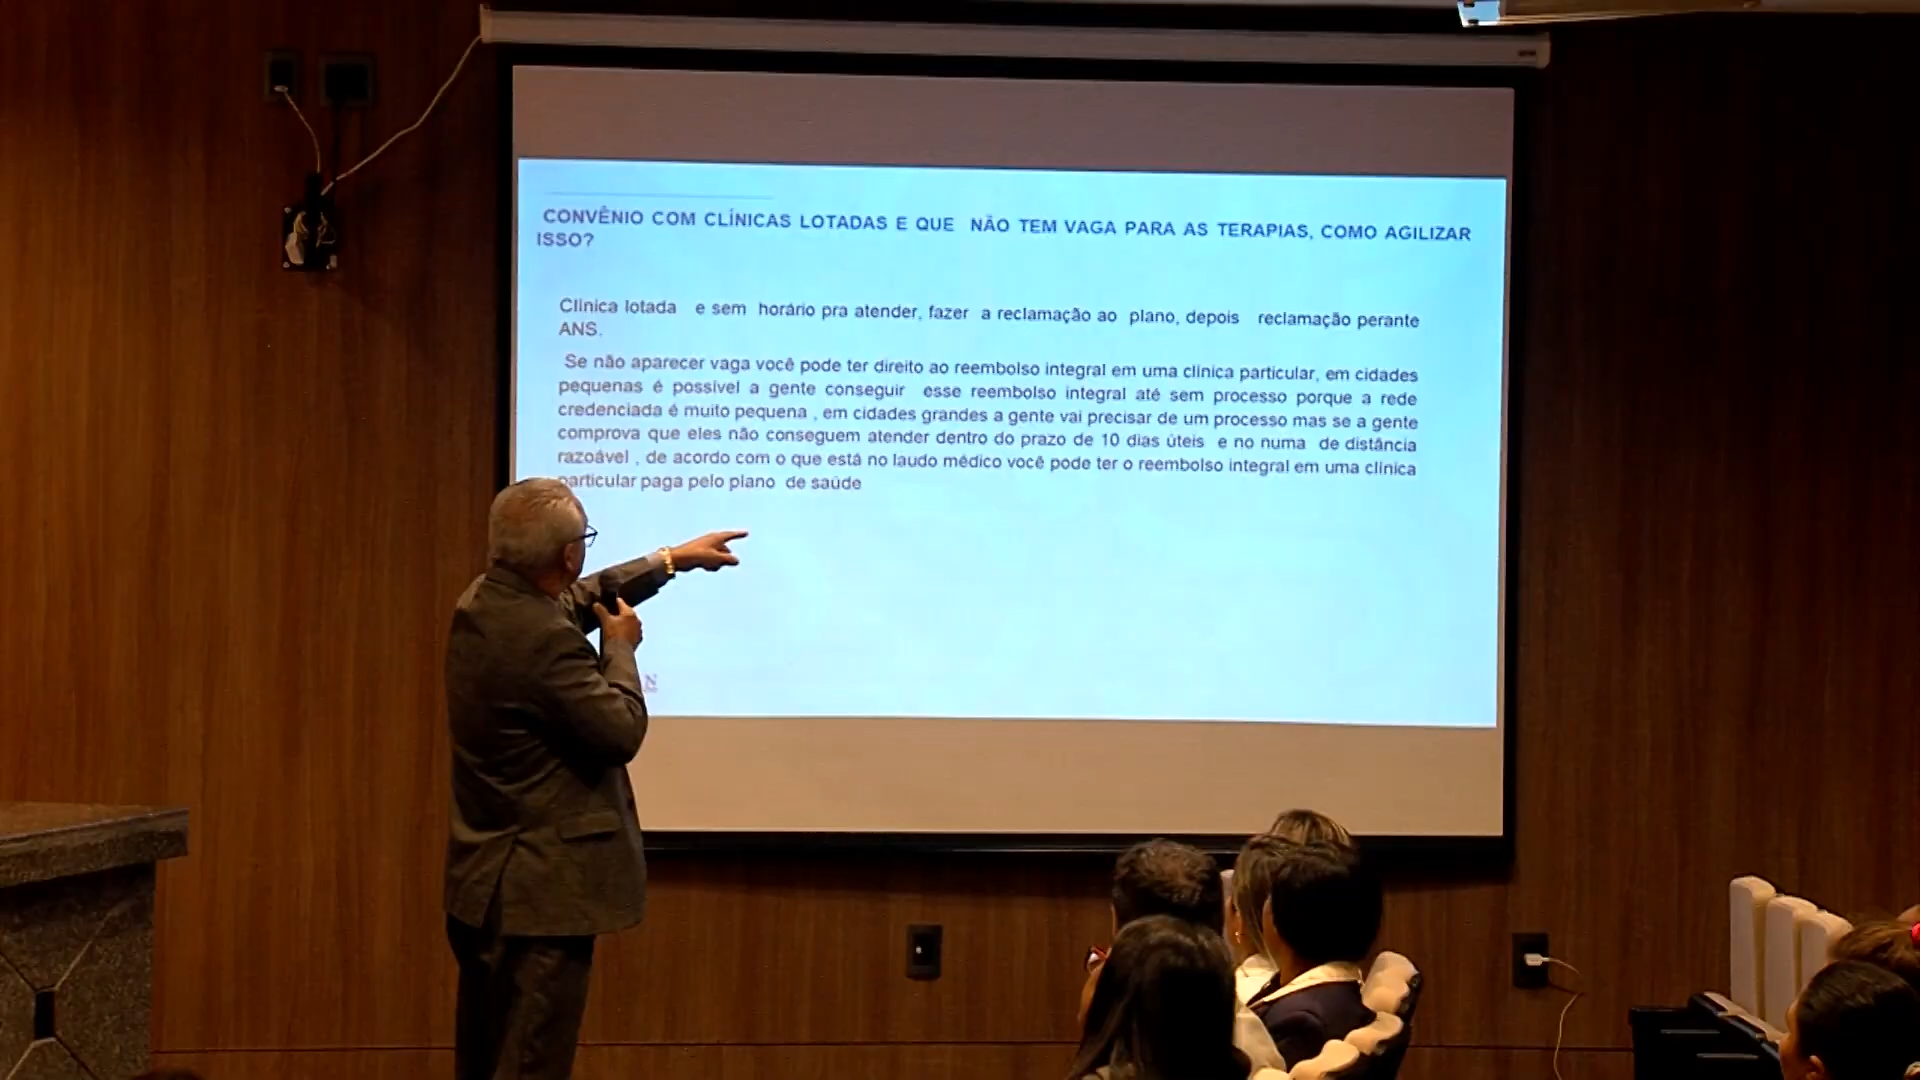 CONVÊNIO COM CLÍNICAS LOTADAS E QUE NÃO TEM VAGA PARA AS TERAPIAS, COMO AGILIZAR
ISSO?
Clinica lotada e sem horário pra atender, fazer a reclamação ao plano, depois reclamação perante
ANS.
Se não aparecer vaga você pode ter direito ao reembolso integral em uma clinica particular, em cidades
pequenas é possível a gente conseguir esse reembolso integral até sem processo porque a rede
credenciada é muito pequena , em cidades grandes a gente vai precisar de um processo mas se a gente
comprova que eles não conseguem atender dentro do prazo de 10 dias úteis e no numa de distância
razoável , de acordo com o que está no laudo médico você pode ter o reembolso integral em uma clinica
particular paga pelo plano de saúde
N